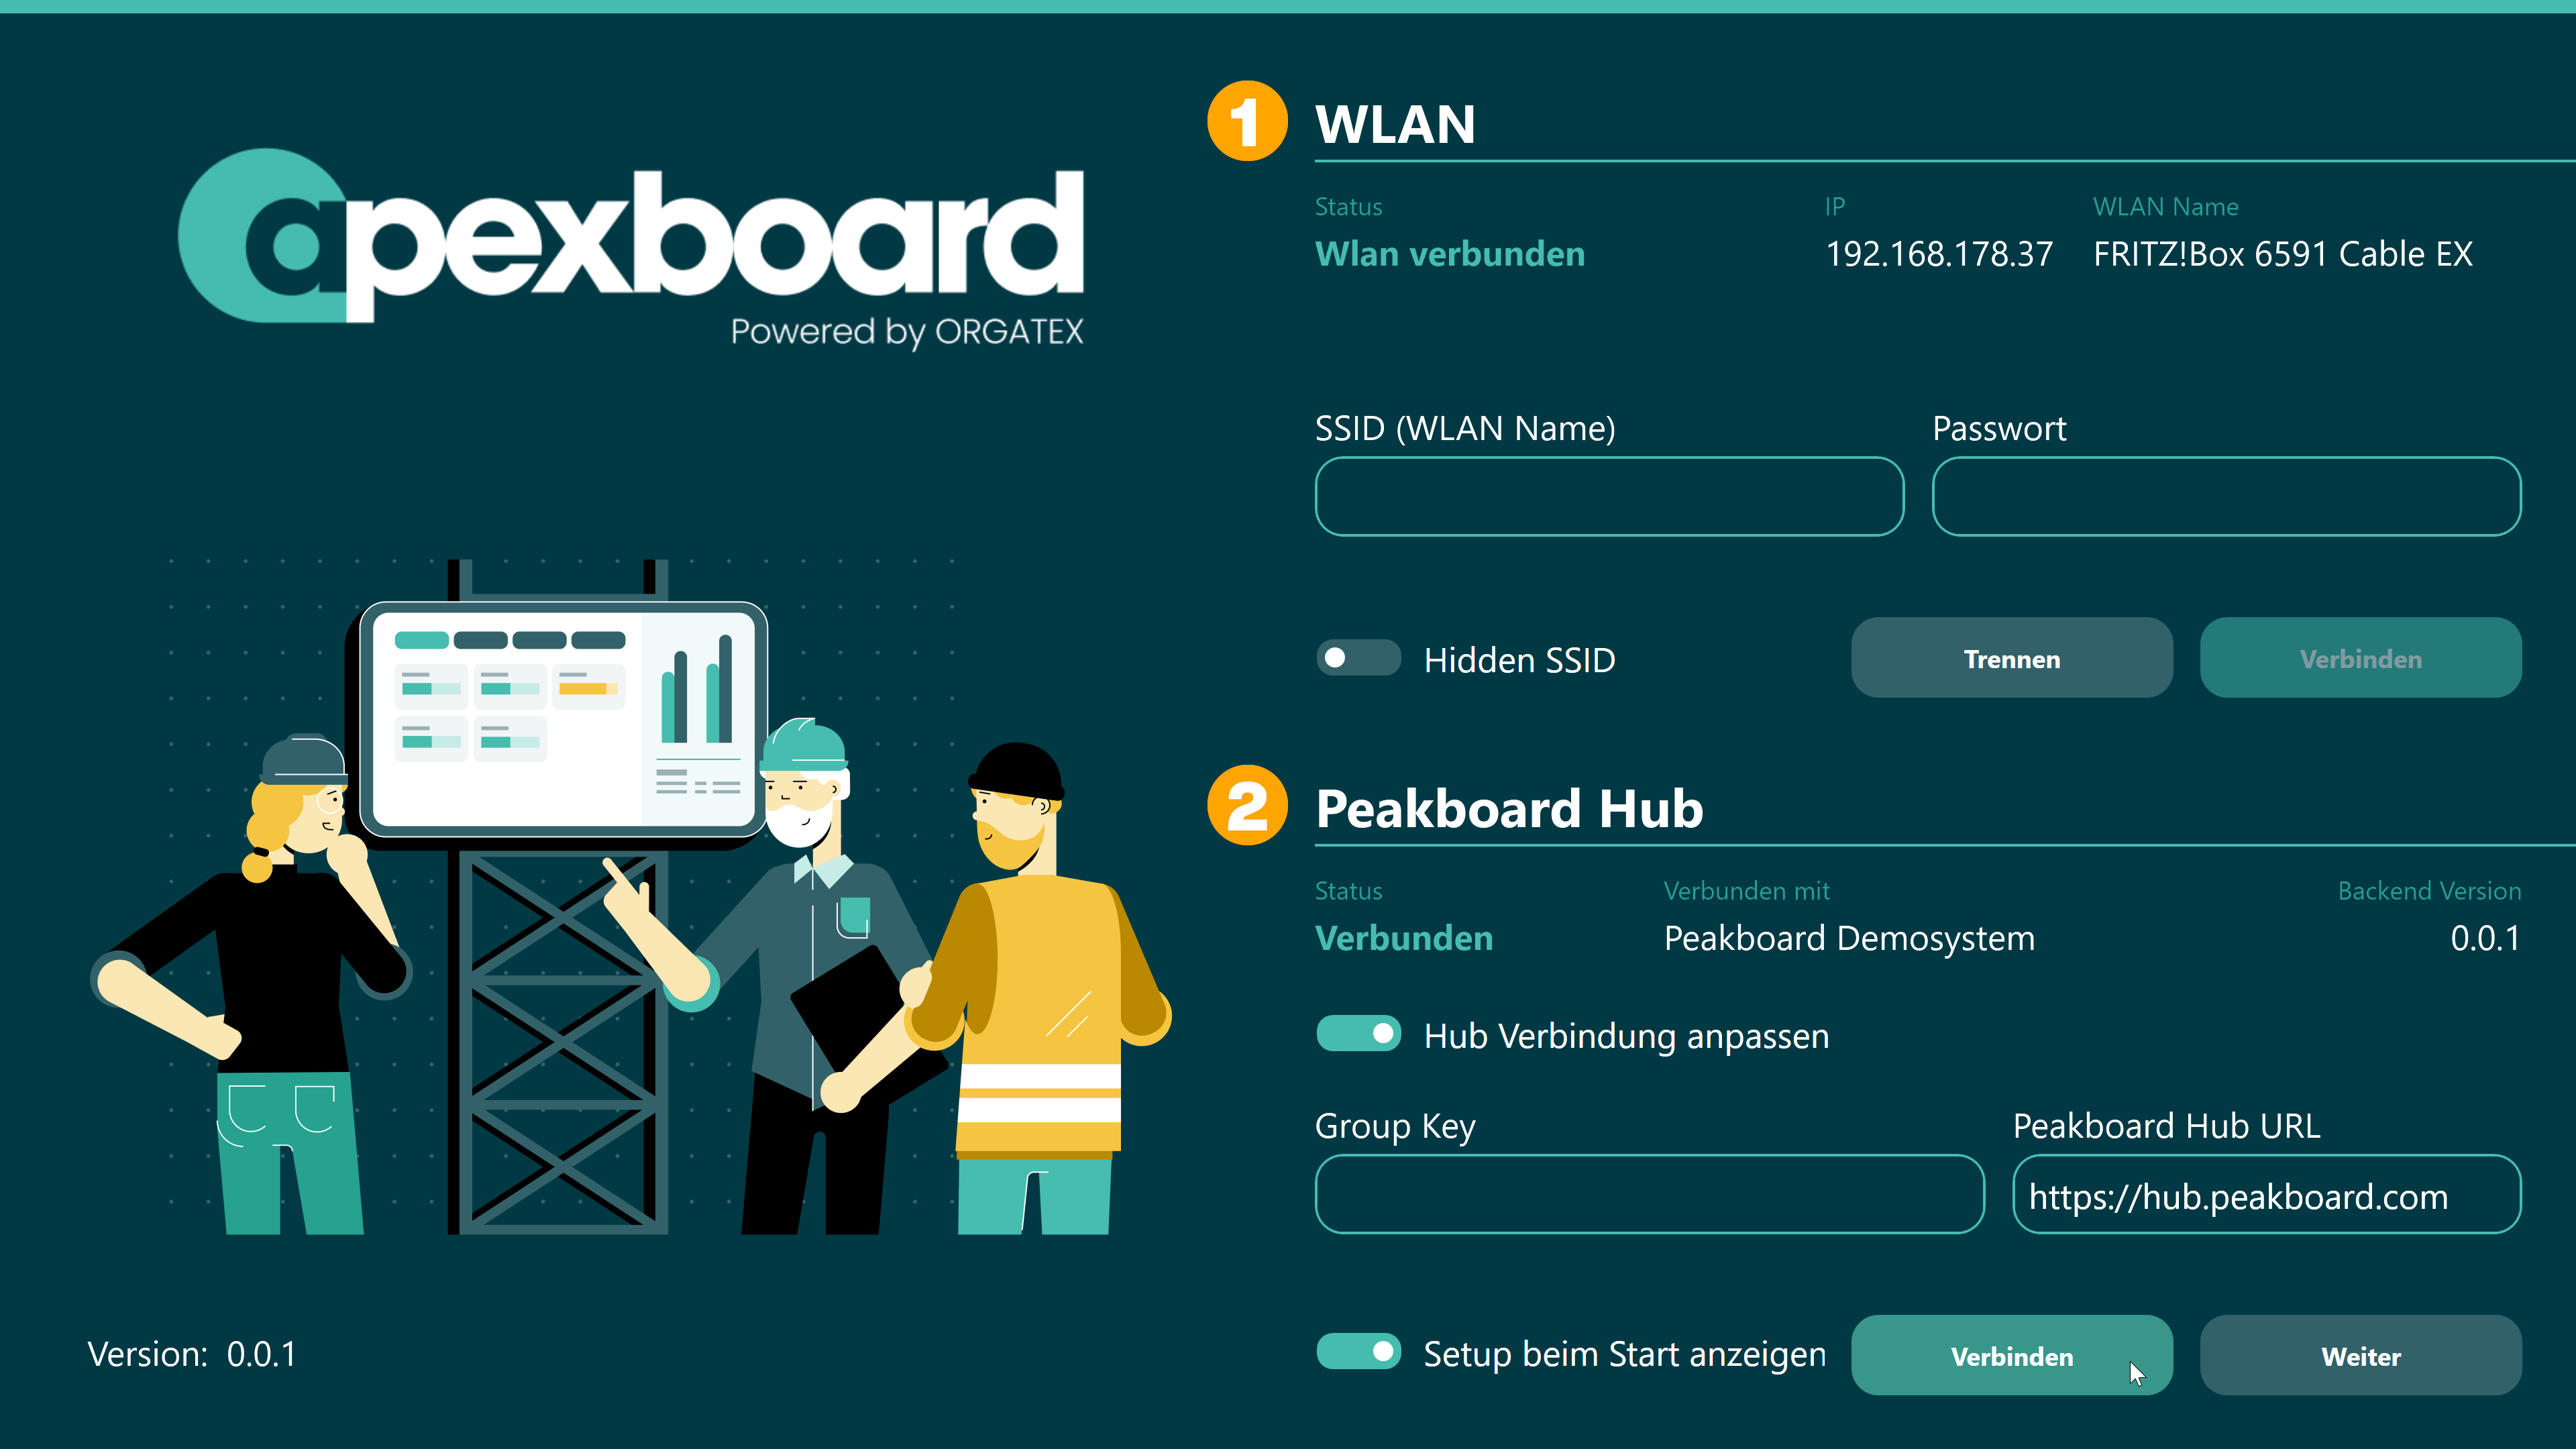 apexboard
Powered by ORGATEX
Version: 0.0.1
1 WLAN
Status IP WLAN Name
Wlan verbunden 192.168.178.37 FRITZ!Box 6591 Cable EX
SSID (WLAN Name) Passwort
Hidden SSID Trennen Verbinden
2 Peakboard Hub
Status Verbunden mit Backend Version
Verbunden Peakboard Demosystem 0.0.1
Hub Verbindung anpassen
Group Key Peakboard Hub URL
https://hub.peakboard.com
Setup beim Start anzeigen Verbinden Weiter